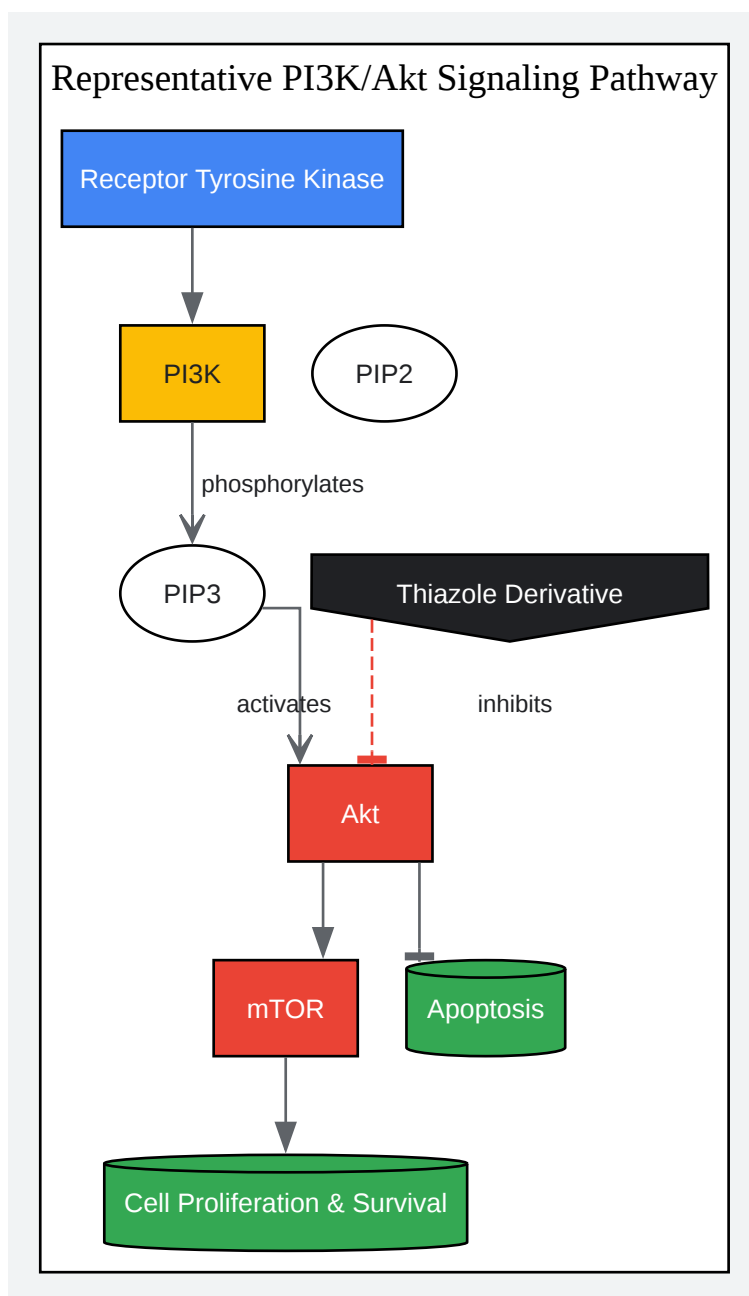 Representative PI3K/Akt Signaling Pathway
Receptor Tyrosine Kinase
PI3K
PIP2
phosphorylates
PIP3
Thiazole Derivative
activates
inhibits
Akt
mTOR
Apoptosis
Cell Proliferation & Survival